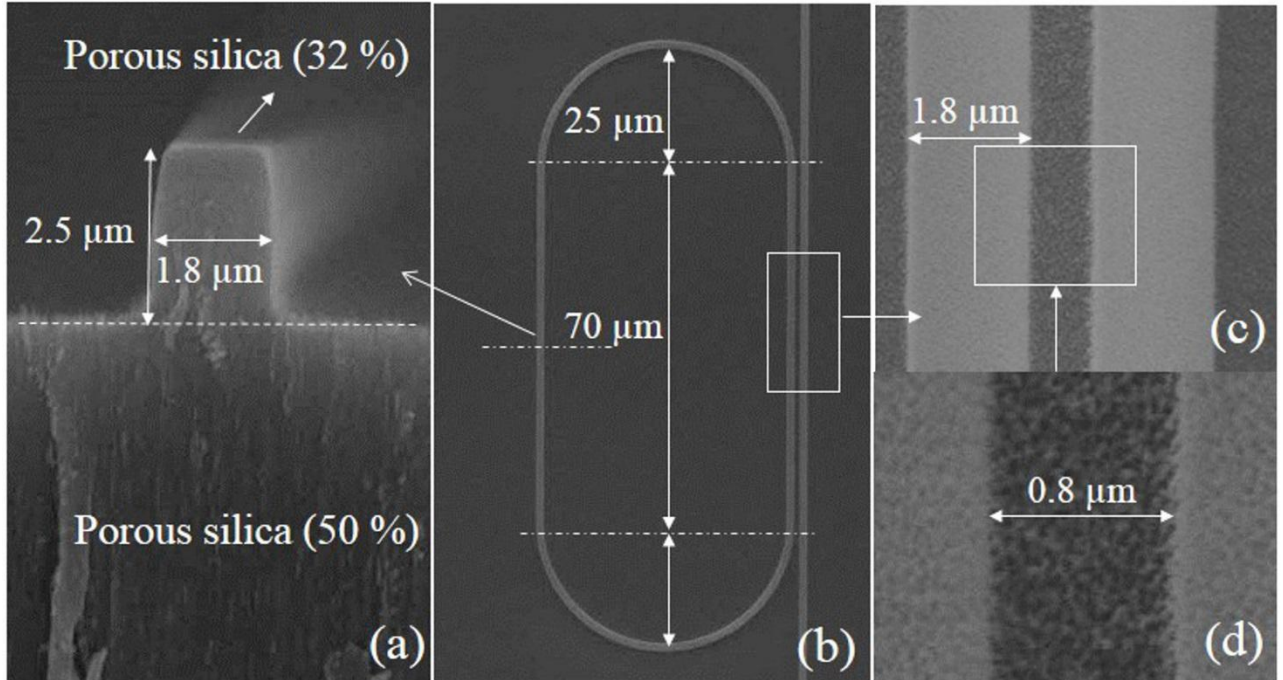 Porous silica (32 %)
2.5 µm
1.8 µm
Porous silica (50 %)
(a)
25 µm
70 µm
(b)
1.8 µm
(c)
0.8 µm
(d)